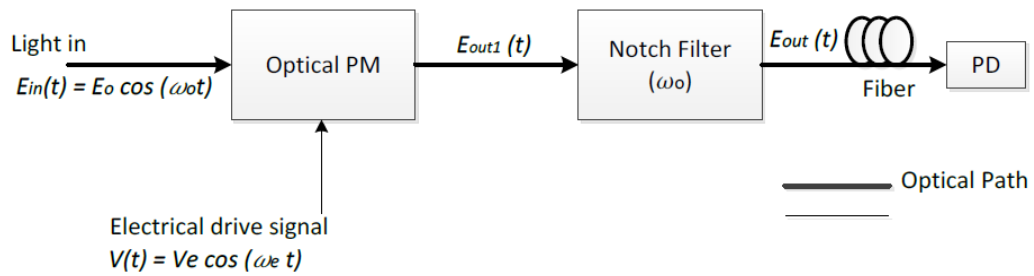 Light in
Ein(t) = Eo cos (ωot)
Optical PM
Eout1 (t)
Notch Filter
(ωo)
Eout (t)
Fiber
PD
Optical Path
Electrical drive signal
V(t) = Ve cos (ωe t)